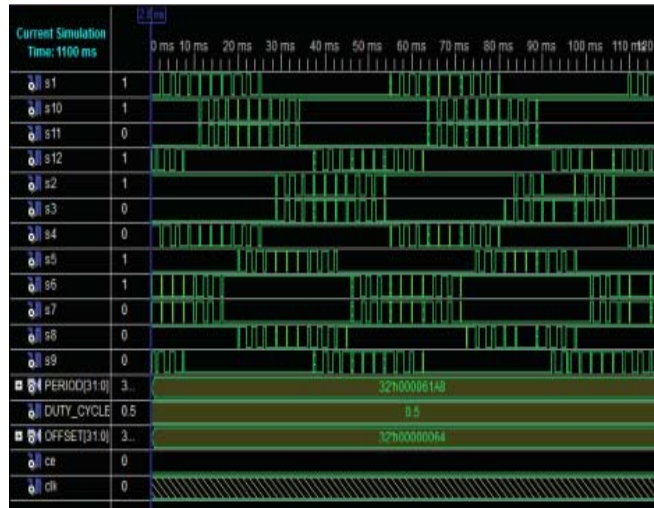 2.0 ms
Current Simulation
Time: 1100 ms
0 ms 10 ms 20 ms 30 ms 40 ms 50 ms 60 ms 70 ms 80 ms 90 ms 100 ms 110 ms
s1 1
s10 1
s11 0
s12 1
s2 1
s3 0
s4 0
s5 1
s6 1
s7 0
s8 0
s9 0
PERIOD[31:0] 3... 32'h000061A8
DUTY_CYCLE 0.5 0.5
OFFSET[31:0] 3... 32'h00000064
ce 0
clk 0